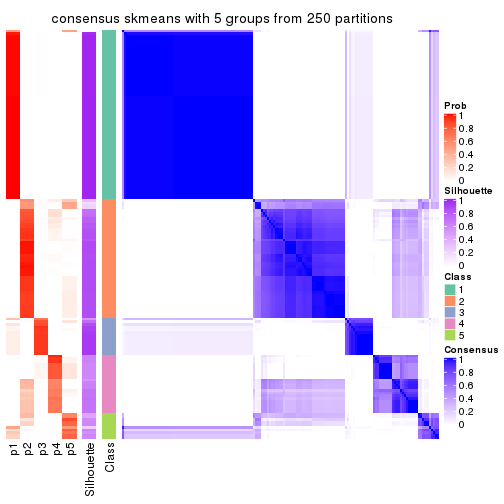 consensus skmeans with 5 groups from 250 partitions
Prob
1
0.8
0.6
0.4
0.2
0
Silhouette
1
0.8
0.6
0.4
0.2
0
Class
1
2
3
4
5
Consensus
1
0.8
0.6
0.4
0.2
0
p1
p2
p3
p4
p5
Silhouette
Class